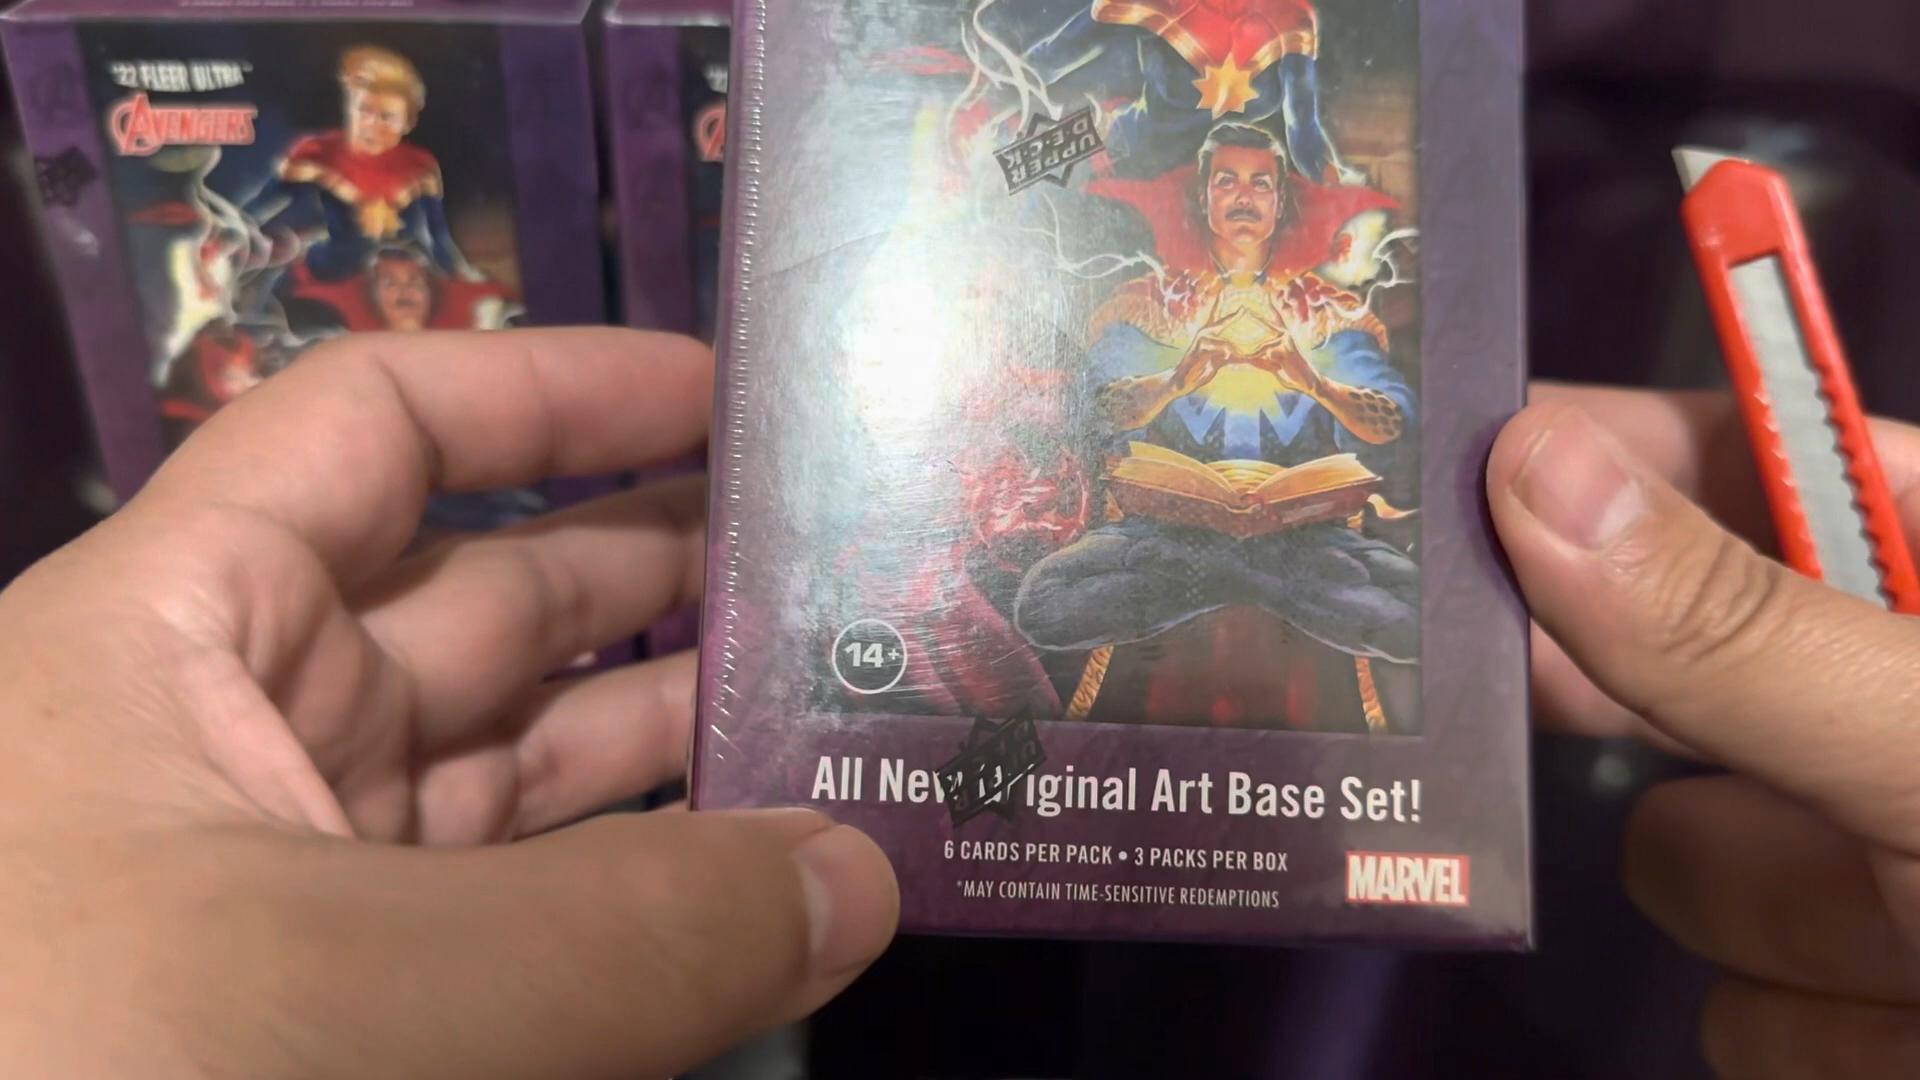 '22 FLEER ULTRA
AVENGERS
UPPER
D·E·C·K
14+
All New Original Art Base Set!
6 CARDS PER PACK • 3 PACKS PER BOX
*MAY CONTAIN TIME-SENSITIVE REDEMPTIONS
MARVEL